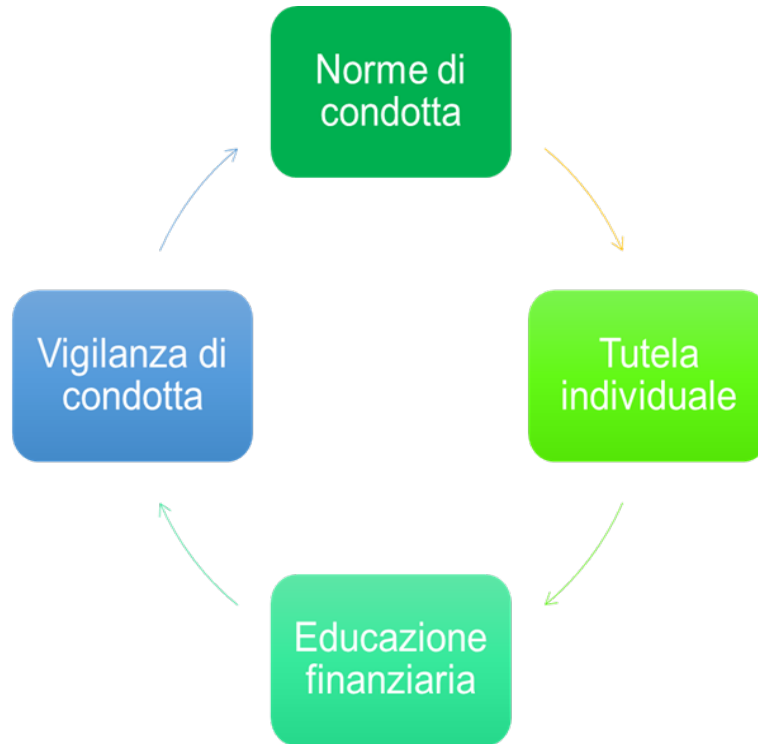 Norme di
condotta
Tutela
individuale
Educazione
finanziaria
Vigilanza di
condotta